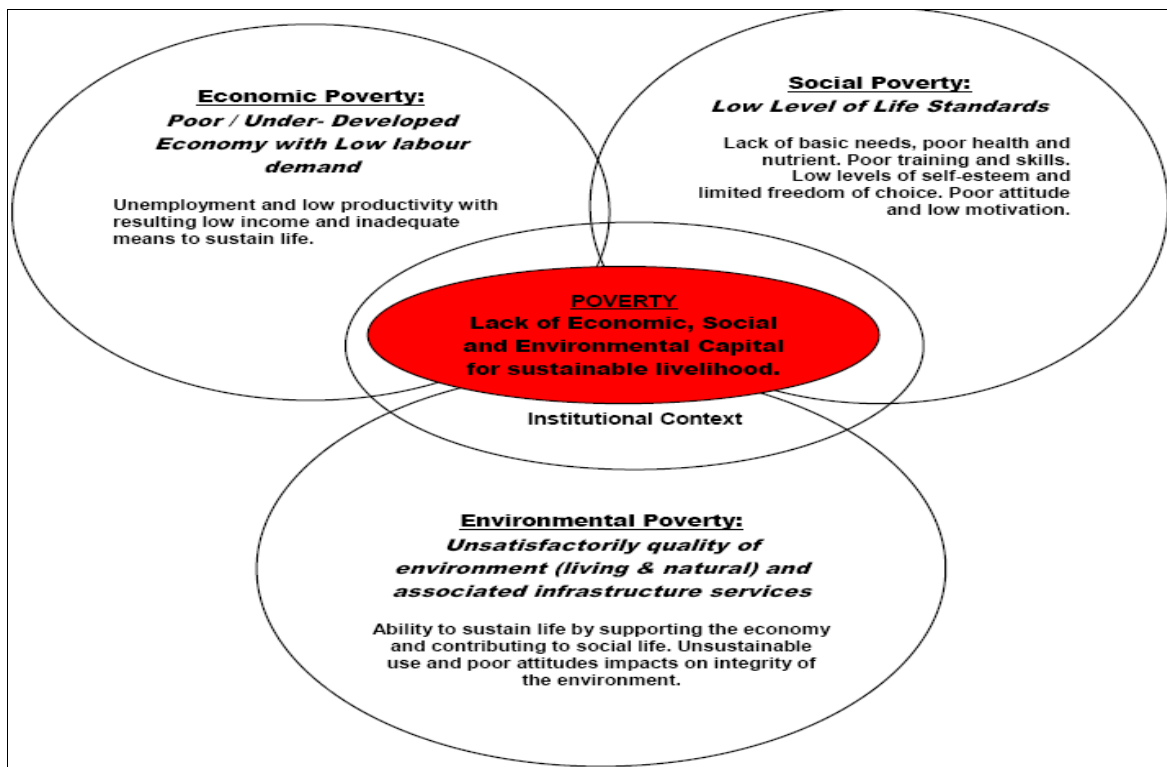 Economic Poverty:
Poor / Under- Developed
Economy with Low labour
demand
Unemployment and low productivity with
resulting low income and inadequate
means to sustain life.
Social Poverty:
Low Level of Life Standards
Lack of basic needs, poor health and
nutrient. Poor training and skills.
Low levels of self-esteem and
limited freedom of choice. Poor attitude
and low motivation.
POVERTY
Lack of Economic, Social
and Environmental Capital
for sustainable livelihood.
Institutional Context
Environmental Poverty:
Unsatisfactorily quality of
environment (living & natural) and
associated infrastructure services
Ability to sustain life by supporting the economy
and contributing to social life. Unsustainable
use and poor attitudes impacts on integrity of
the environment.